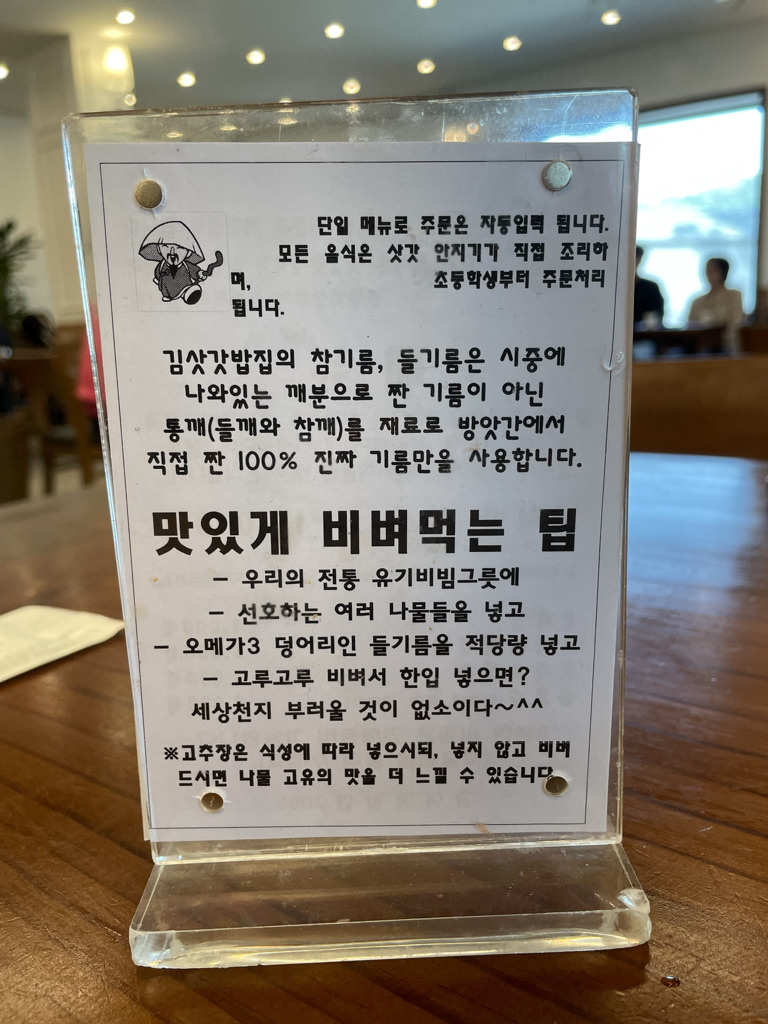 단일 메뉴로 주문은 자동입력 됩니다.
모든 음식은 삿갓 안지기가 직접 조리하
며, 초등학생부터 주문처리
됩니다.
김삿갓밥집의 참기름, 들기름은 시중에
나와있는 깨분으로 짠 기름이 아닌
통깨(들깨와 참깨)를 재료로 방앗간에서
직접 짠 100% 진짜 기름만을 사용합니다.
맛있게 비벼먹는 팁
- 우리의 전통 유기비빔그릇에
- 선호하는 여러 나물들을 넣고
- 오메가3 덩어리인 들기름을 적당량 넣고
- 고루고루 비벼서 한입 넣으면?
세상천지 부러울 것이 없소이다~^^
※고추장은 식성에 따라 넣으시되, 넣지 않고 비벼
드시면 나물 고유의 맛을 더 느낄 수 있습니다